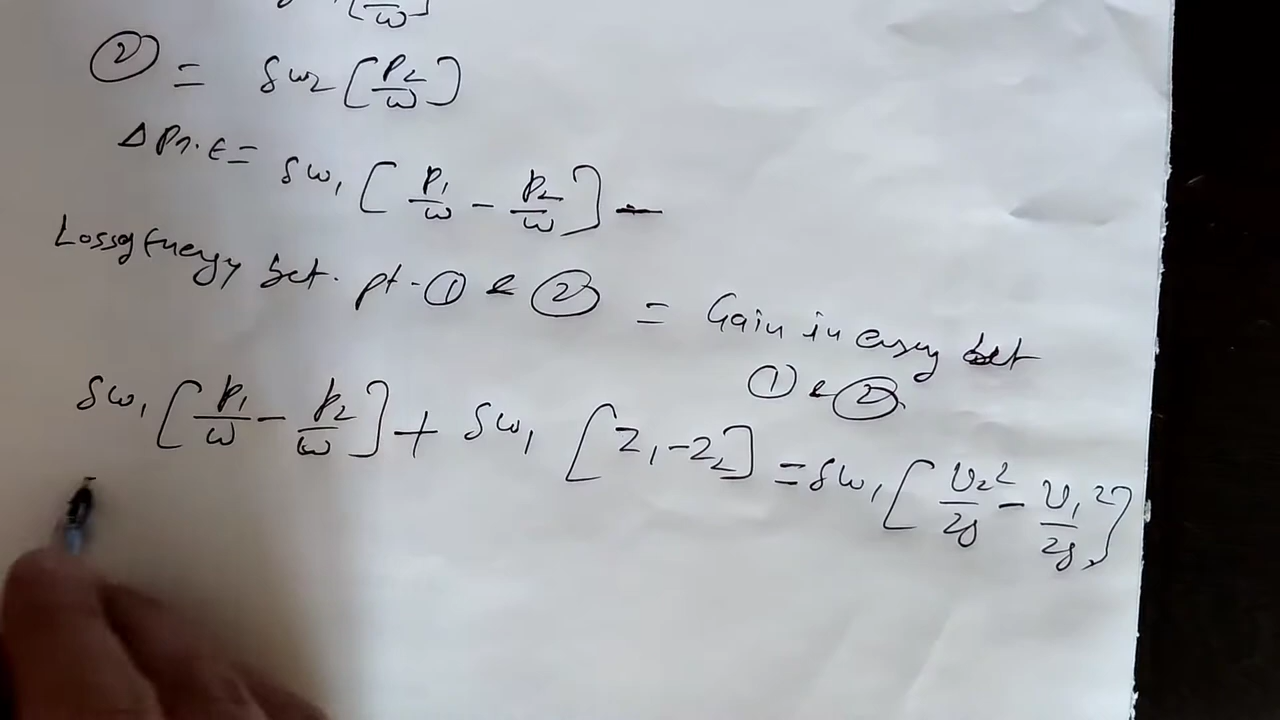 [ /ω]
② = δw₂ [P₂/ω]
ΔPr.E = δw₁ [P₁/ω − P₂/ω] −
Loss of Energy bet. pt-① & ② = Gain in energy bet
① & ②
δw₁ [P₁/ω − P₂/ω] + δw₁ [Z₁ − Z₂] = δw₁ [v₂²/2g − v₁²/2g]